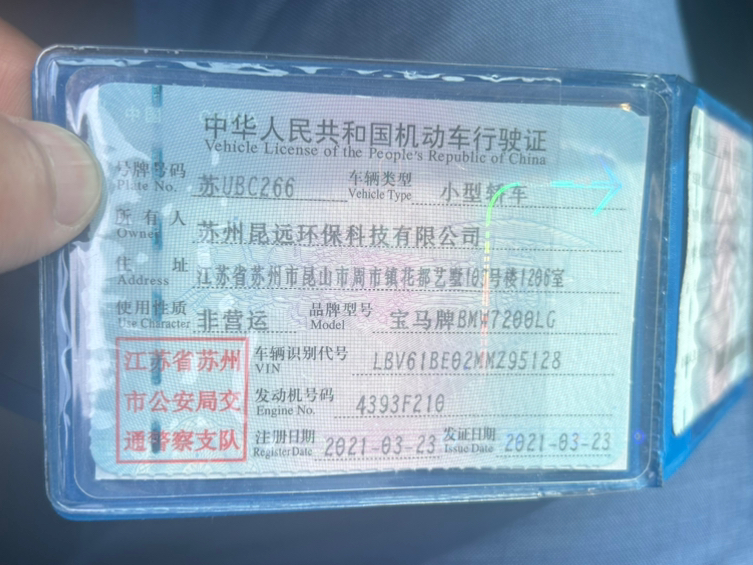 中华人民共和国机动车行驶证
Vehicle License of the People's Republic of China
号牌号码 Plate No. 苏UBC266 车辆类型 Vehicle Type 小型轿车
所有人 Owner 苏州昆远环保科技有限公司
住址 Address 江苏省苏州市昆山市周市镇花都艺墅107号楼1206室
使用性质 Use Character 非营运 品牌型号 Model 宝马牌BMW7200LG
车辆识别代号 VIN LBV61BE02MMZ95128
发动机号码 Engine No. 4393F210
注册日期 Register Date 2021-03-23 发证日期 Issue Date 2021-03-23
江苏省苏州
市公安局交
通警察支队